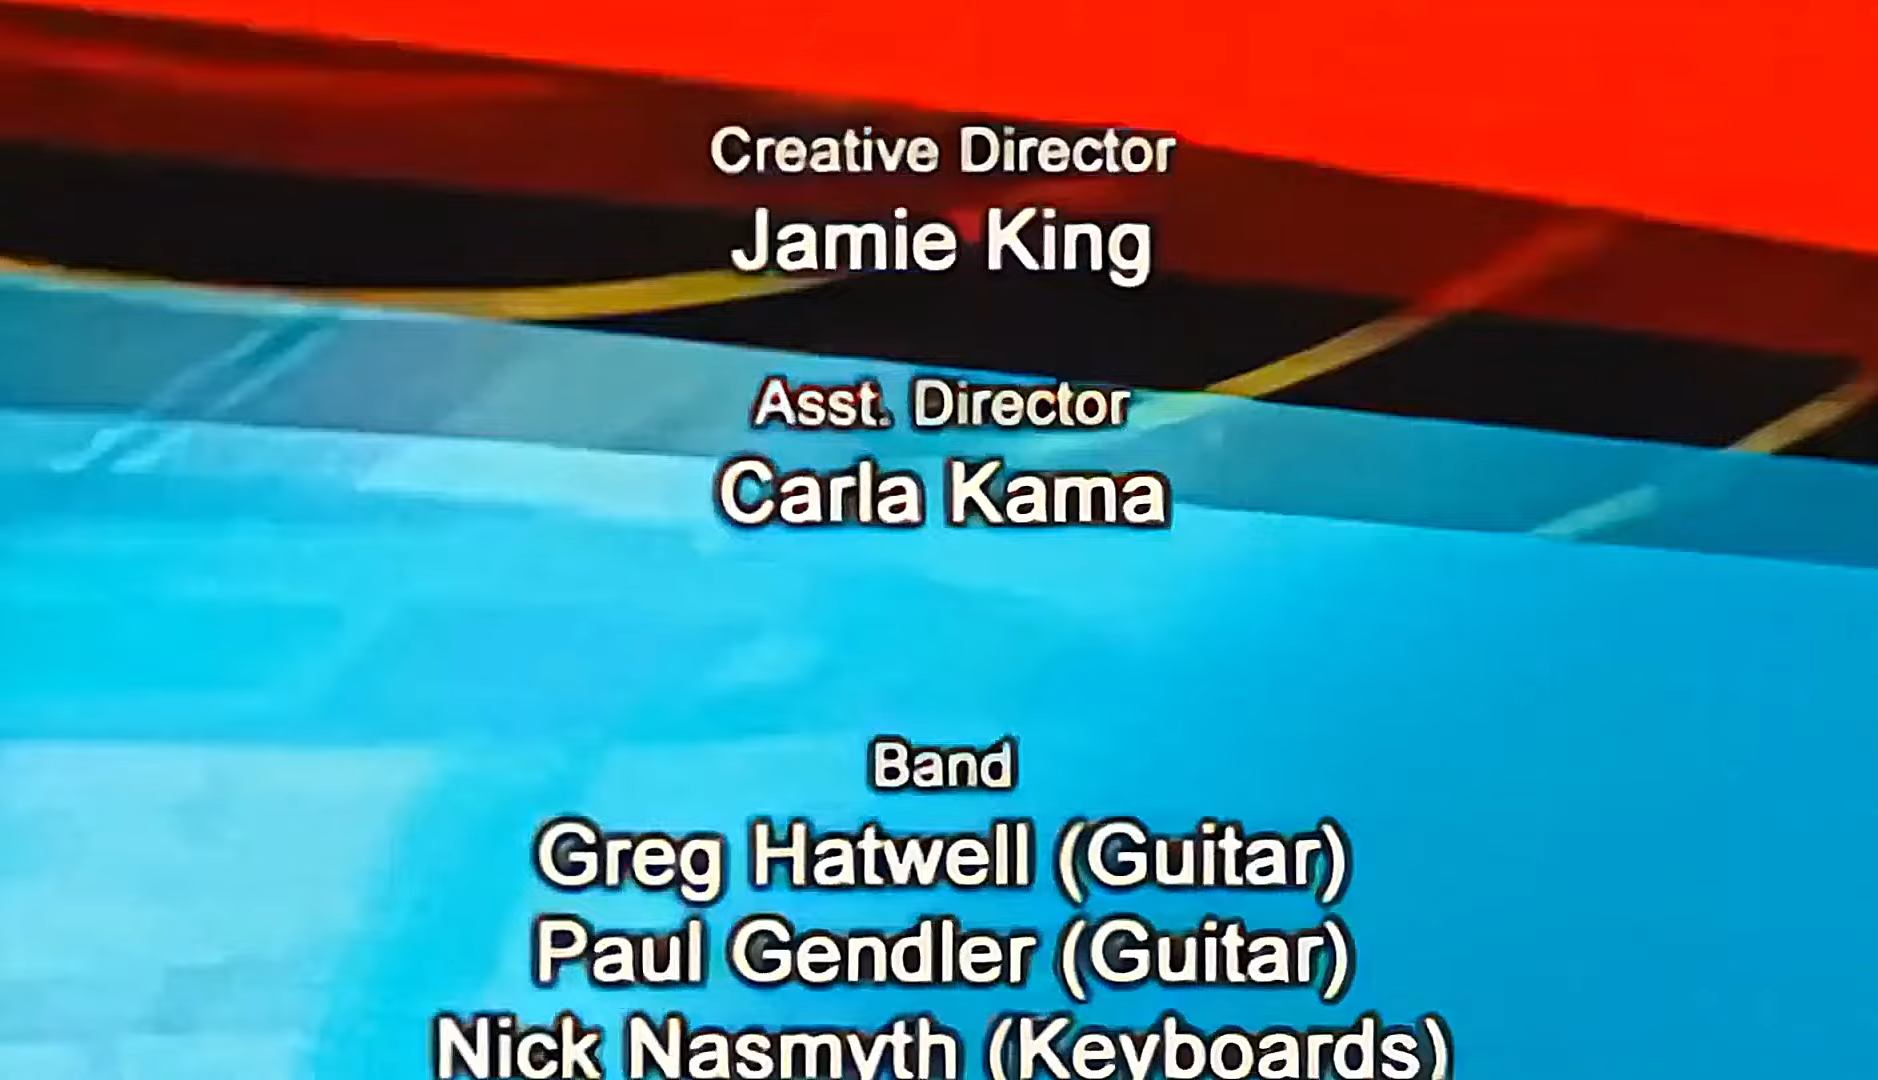 Creative Director
Jamie King
Asst. Director
Carla Kama
Band
Greg Hatwell (Guitar)
Paul Gendler (Guitar)
Nick Nasmyth (Keyboards)